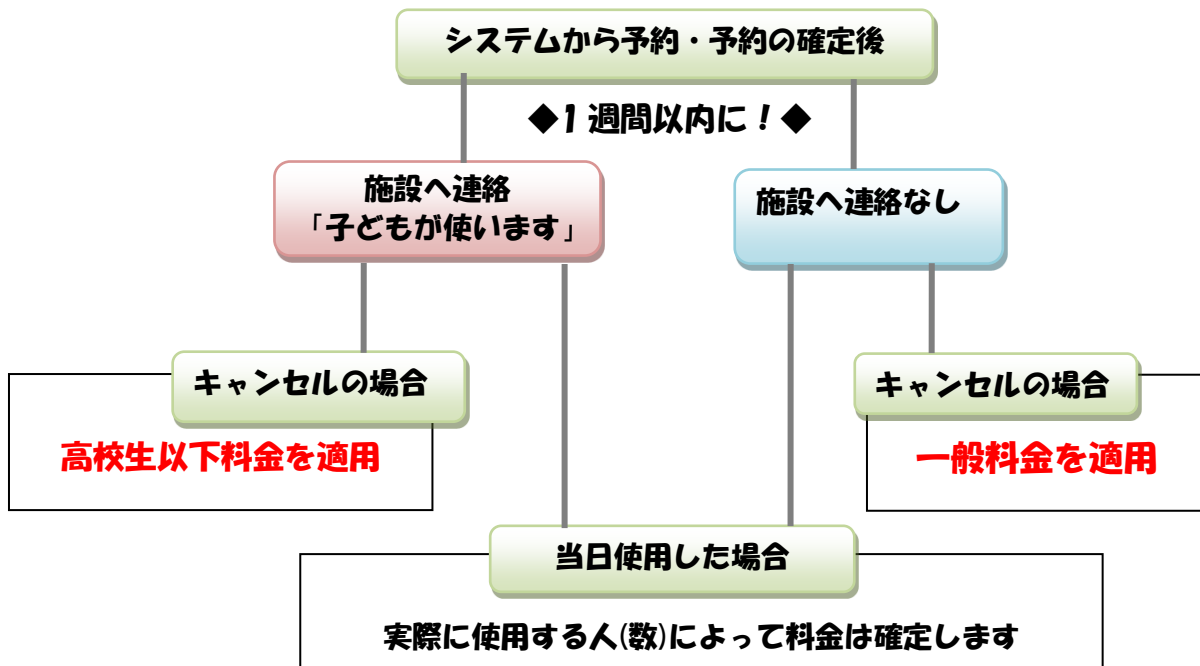 システムから予約・予約の確定後
◆1週間以内に！◆
施設へ連絡
「子どもが使います」
施設へ連絡なし
キャンセルの場合
高校生以下料金を適用
キャンセルの場合
一般料金を適用
当日使用した場合
実際に使用する人(数)によって料金は確定します